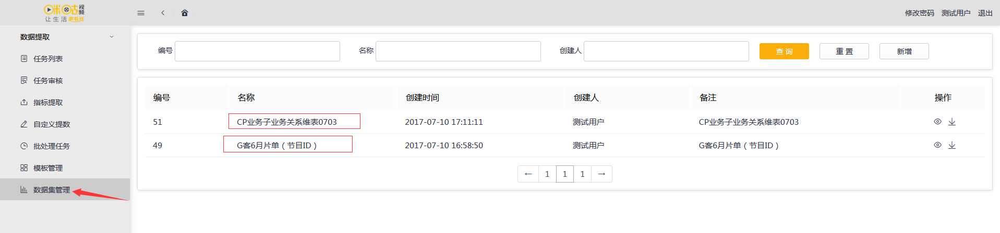 咪咕视频
让生活更有戏
修改密码 测试用户 退出
数据提取
任务列表
任务审核
指标提取
自定义提数
批处理任务
模板管理
数据集管理
编号 名称 创建人 查 询 重 置 新增
编号 名称 创建时间 创建人 备注 操作
51 CP业务子业务关系维表0703 2017-07-10 17:11:11 测试用户 CP业务子业务关系维表0703
49 G客6月片单（节目ID） 2017-07-10 16:58:50 测试用户 G客6月片单（节目ID）
← 1 1 1 →